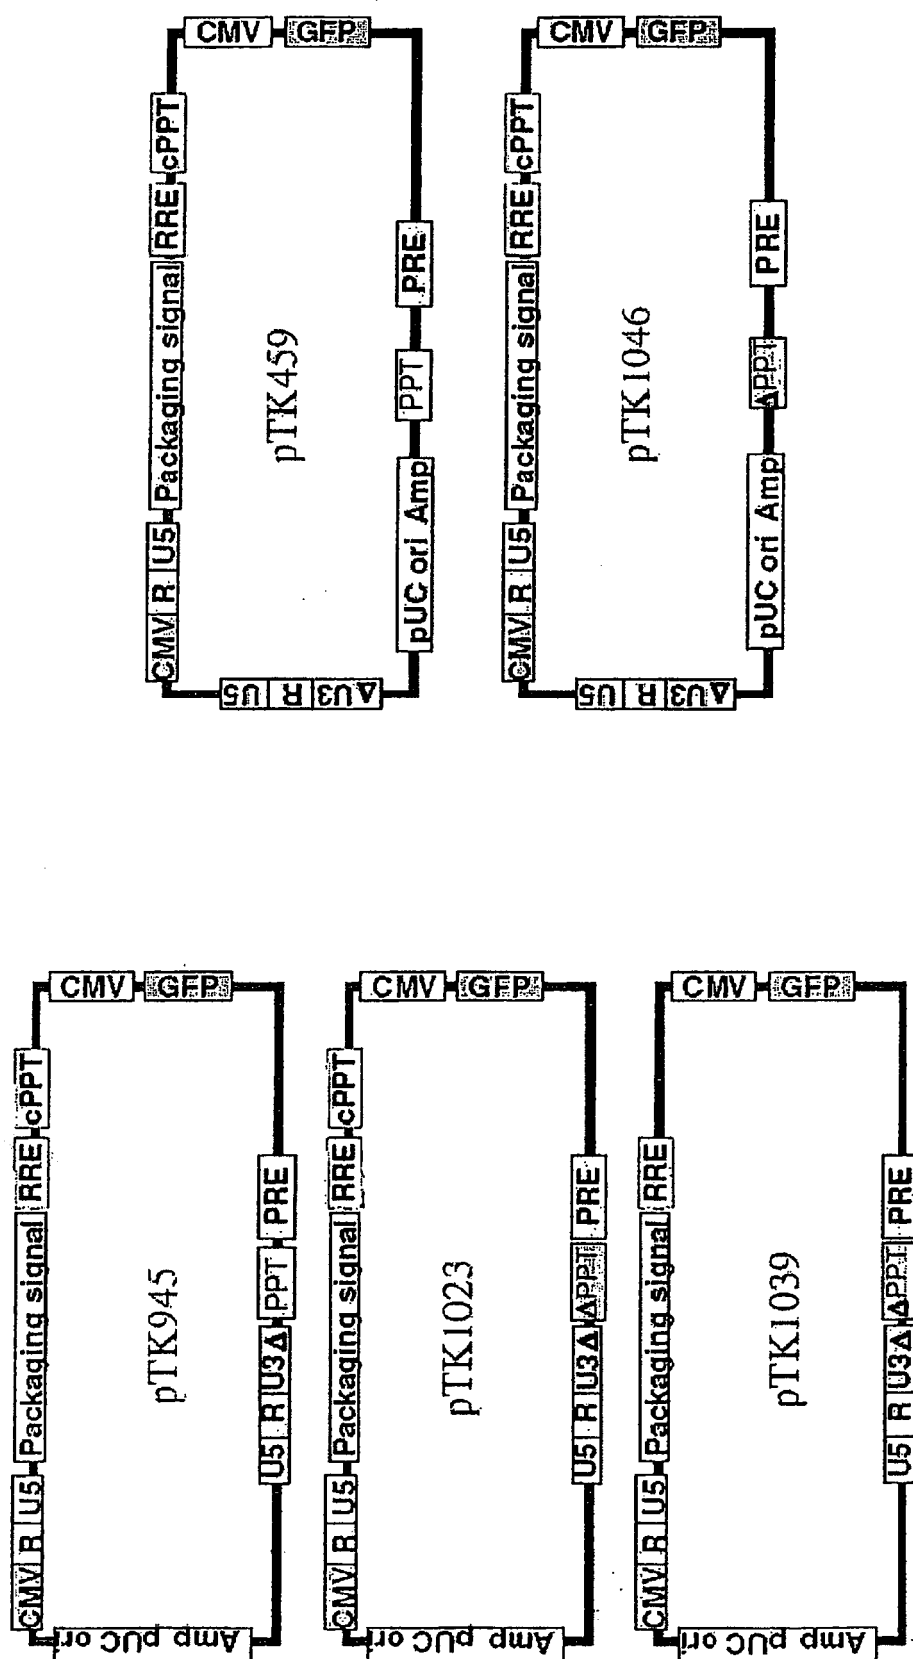 CMV R U5 Packaging signal RRE cPPT
CMV GFP
pTK945
U5 R U3Δ PPT PRE
Amp pUC ori
CMV R U5 Packaging signal RRE cPPT
CMV GFP
pTK1023
U5 R U3Δ ΔPPT PRE
Amp pUC ori
CMV R U5 Packaging signal RRE
CMV GFP
pTK1039
U5 R U3Δ ΔPPT PRE
Amp pUC ori
CMV R U5 Packaging signal RRE cPPT
CMV GFP
pTK459
pUC ori Amp PPT PRE
ΔU3 R U5
CMV R U5 Packaging signal RRE cPPT
CMV GFP
pTK1046
pUC ori Amp ΔPPT PRE
ΔU3 R U5